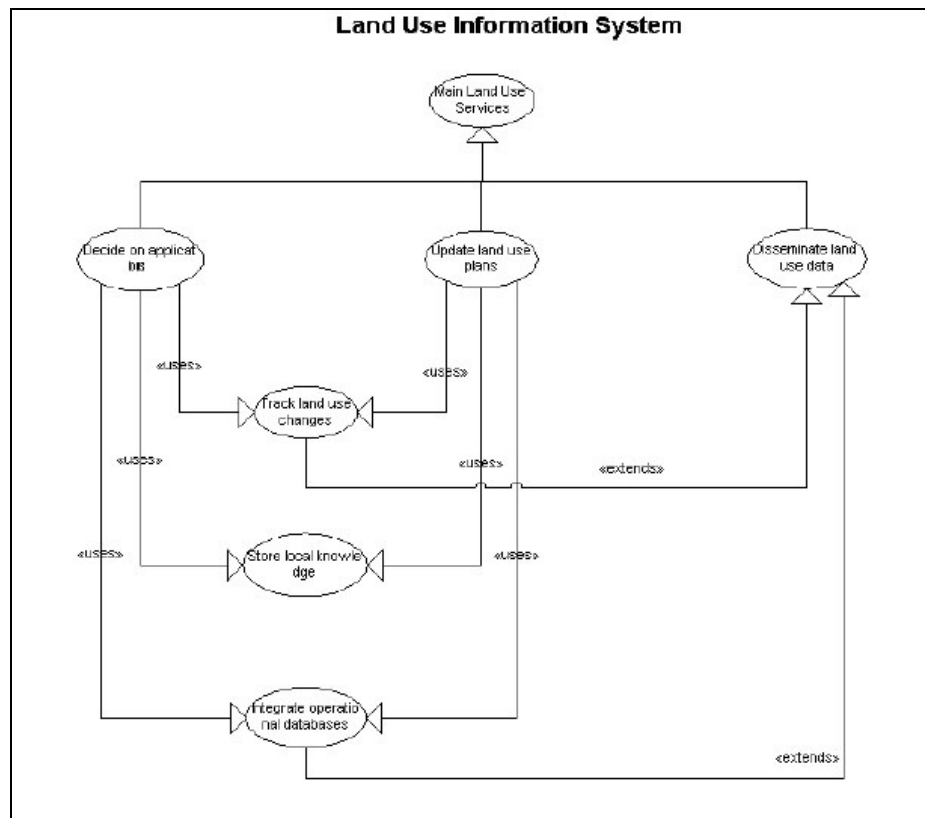 Land Use Information System
Main Land Use
Services
Decide on applicat
Update land use
plans
Disseminate land
use data
«uses»
«uses»
Track land use
changes
«uses»
«uses»
«extends»
«uses»
Store local knowle
dge
«uses»
Integrate operatio
nal databases
«extends»